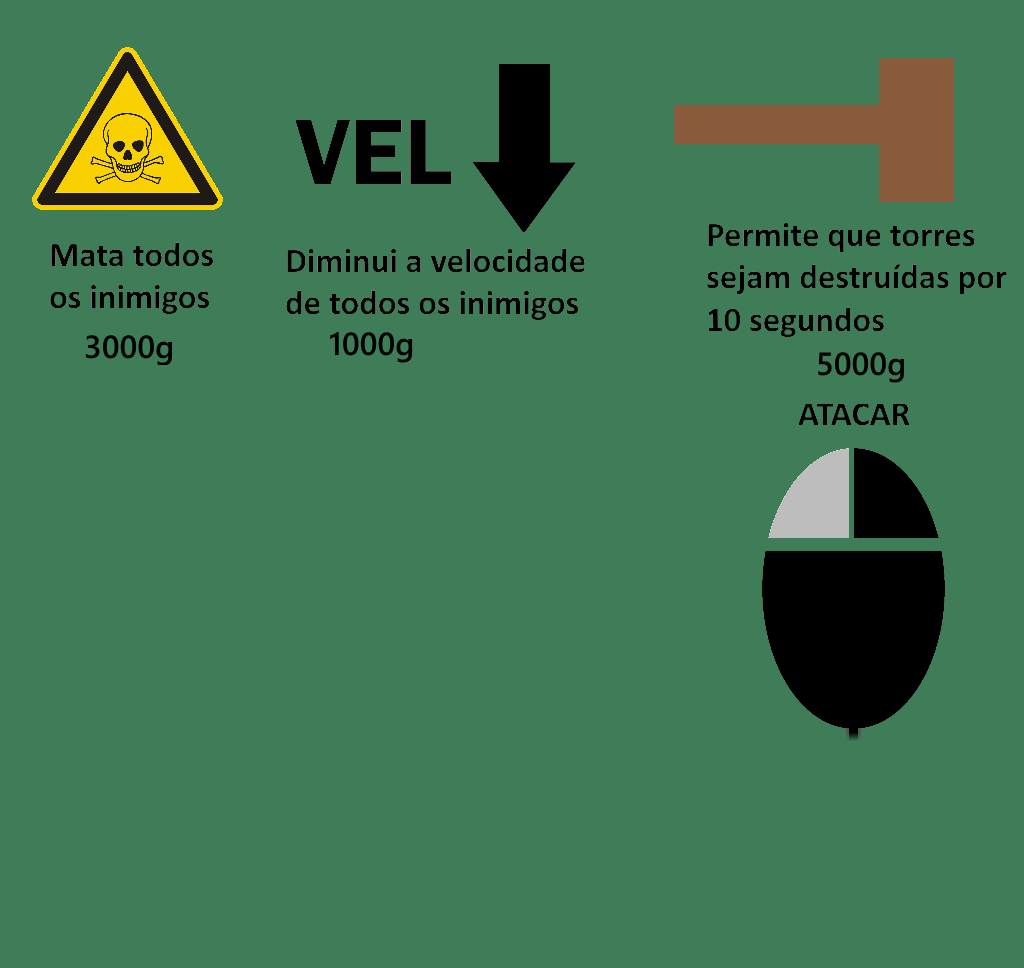 Mata todos
os inimigos
3000g
VEL
Diminui a velocidade
de todos os inimigos
1000g
Permite que torres
sejam destruídas por
10 segundos
5000g
ATACAR